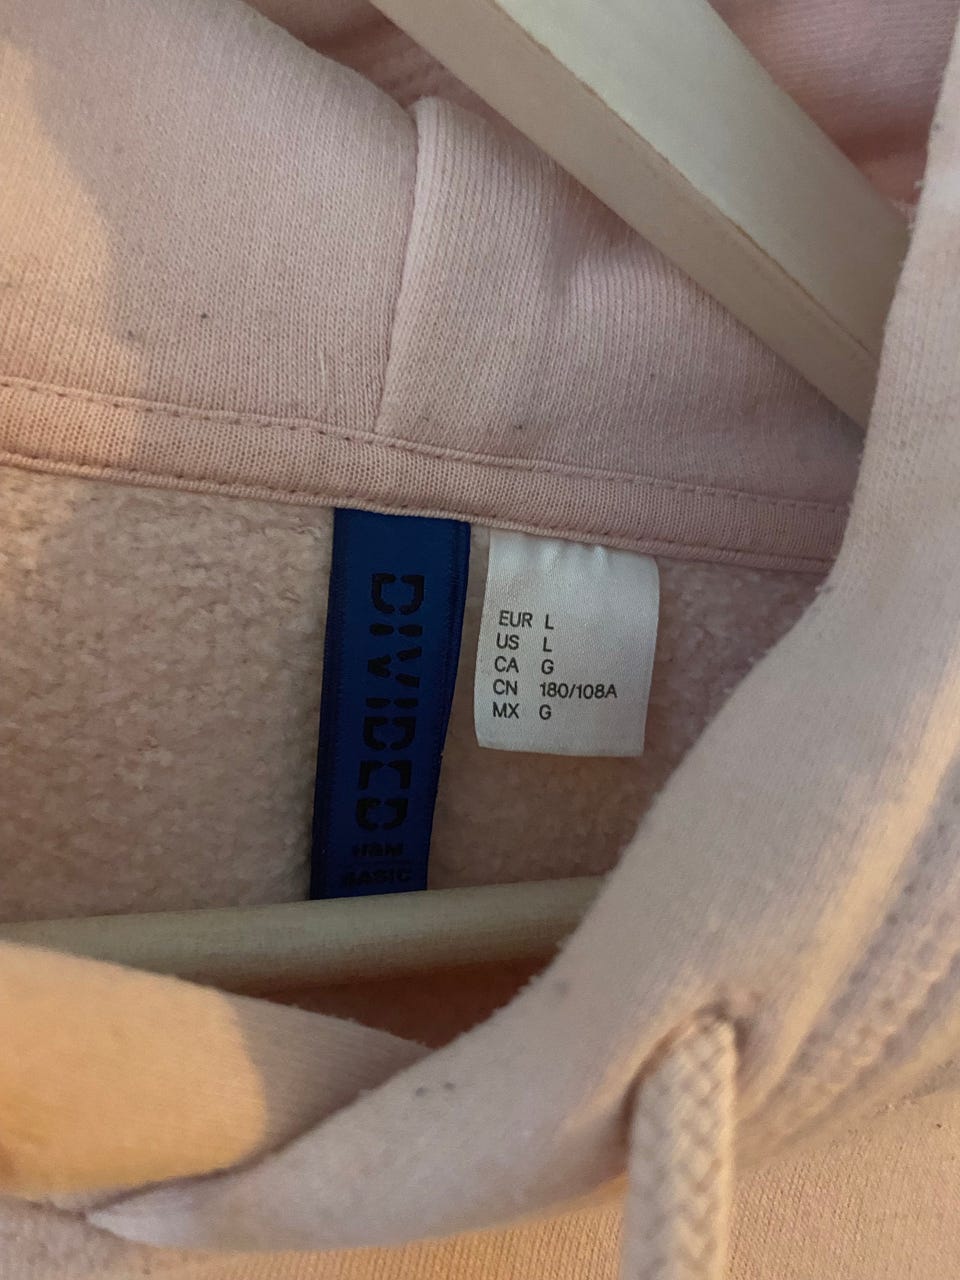 DIVIDED
H&M
BASIC
EUR L
US L
CA G
CN 180/108A
MX G